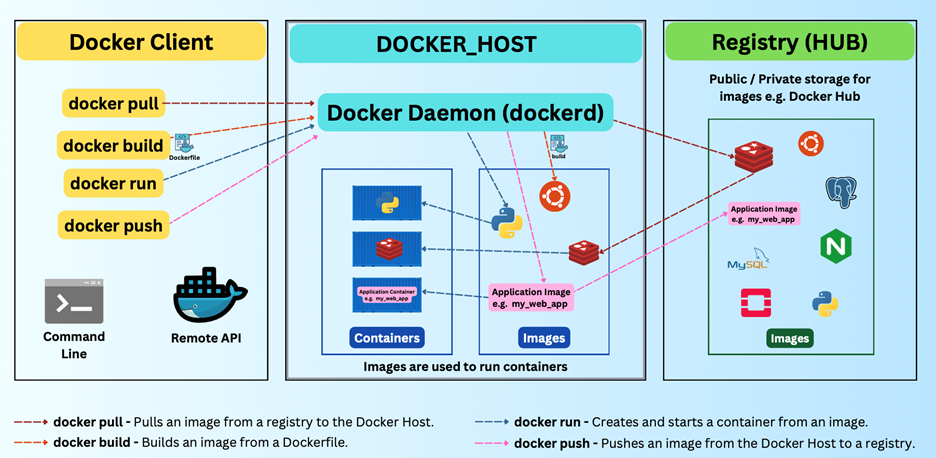 Docker Client
docker pull
docker build
Dockerfile
docker run
docker push
Command
Line
Remote API
DOCKER_HOST
Docker Daemon (dockerd)
build
Application Container
e.g. my_web_app
Containers
Application Image
e.g. my_web_app
Images
Images are used to run containers
Registry (HUB)
Public / Private storage for
images e.g. Docker Hub
Application Image
e.g. my_web_app
MySQL
Images
docker pull - Pulls an image from a registry to the Docker Host.
docker build - Builds an image from a Dockerfile.
docker run - Creates and starts a container from an image.
docker push - Pushes an image from the Docker Host to a registry.